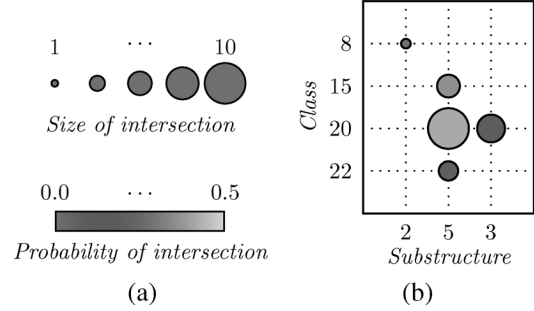 1 ··· 10
Size of intersection
0.0 ··· 0.5
Probability of intersection
(a)
Class
8
15
20
22
2 5 3
Substructure
(b)